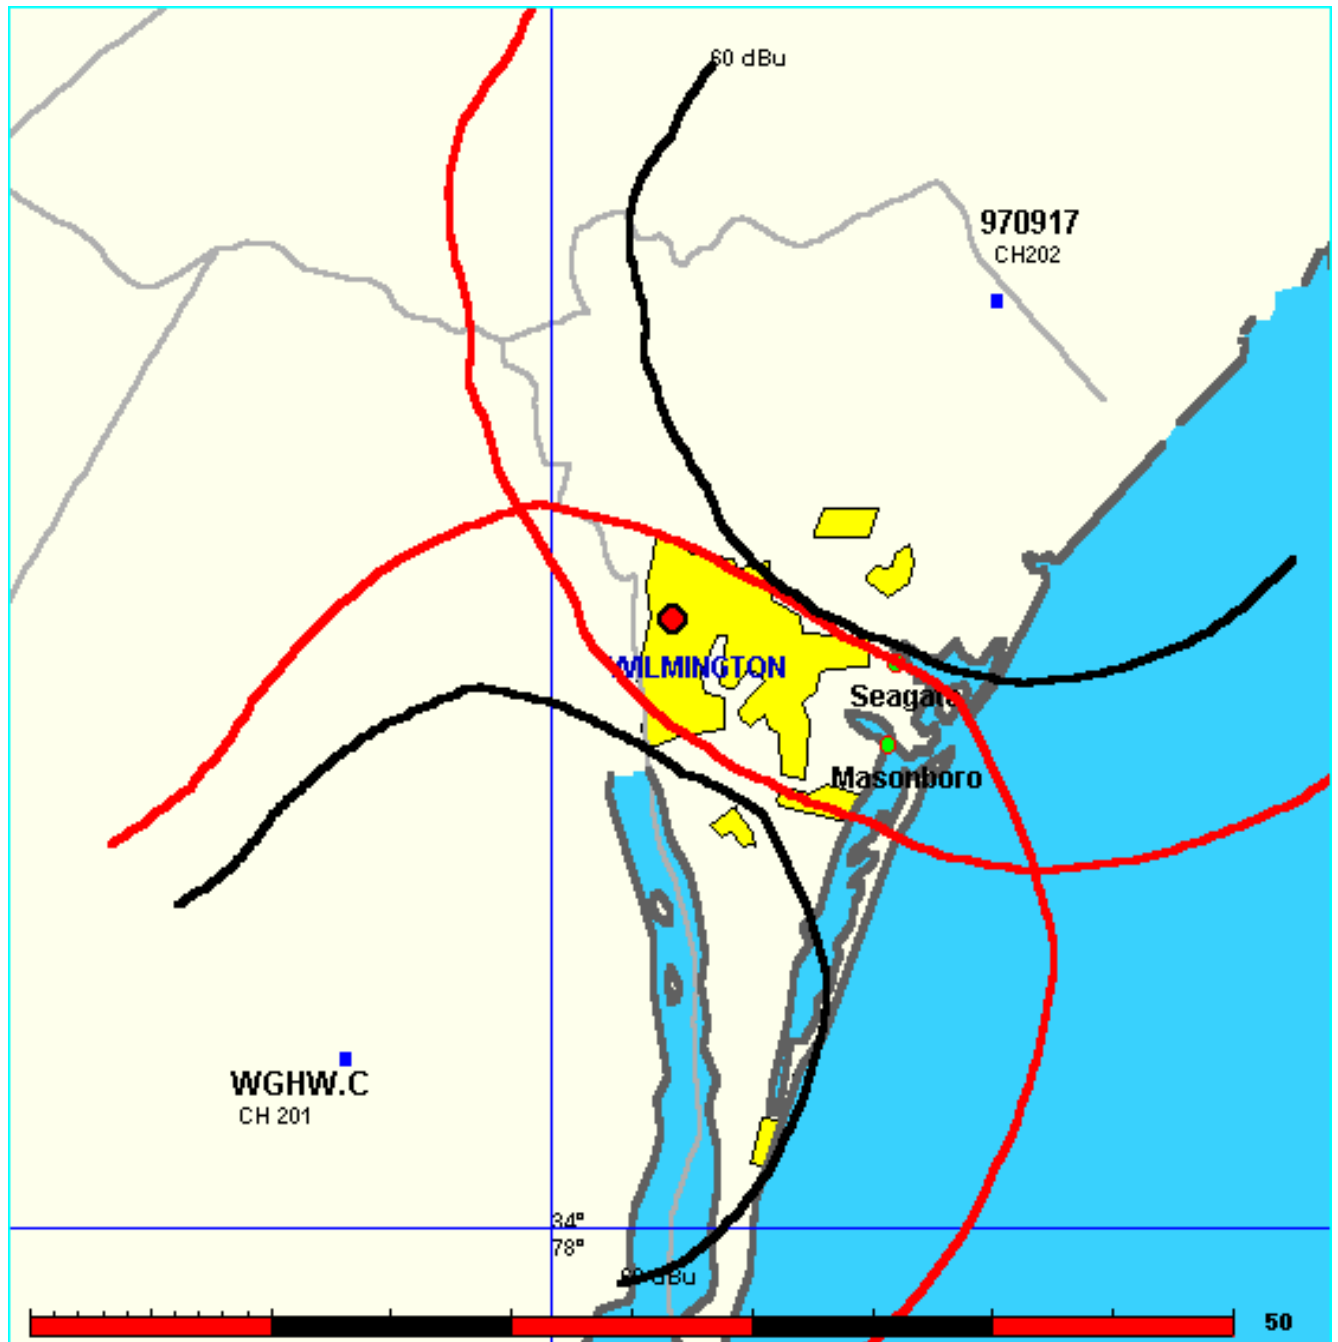 60 dBu
970917
CH202
WILMINGTON
Seagate
Masonboro
WGHW.C
CH 201
34°
78°
60 dBu
50